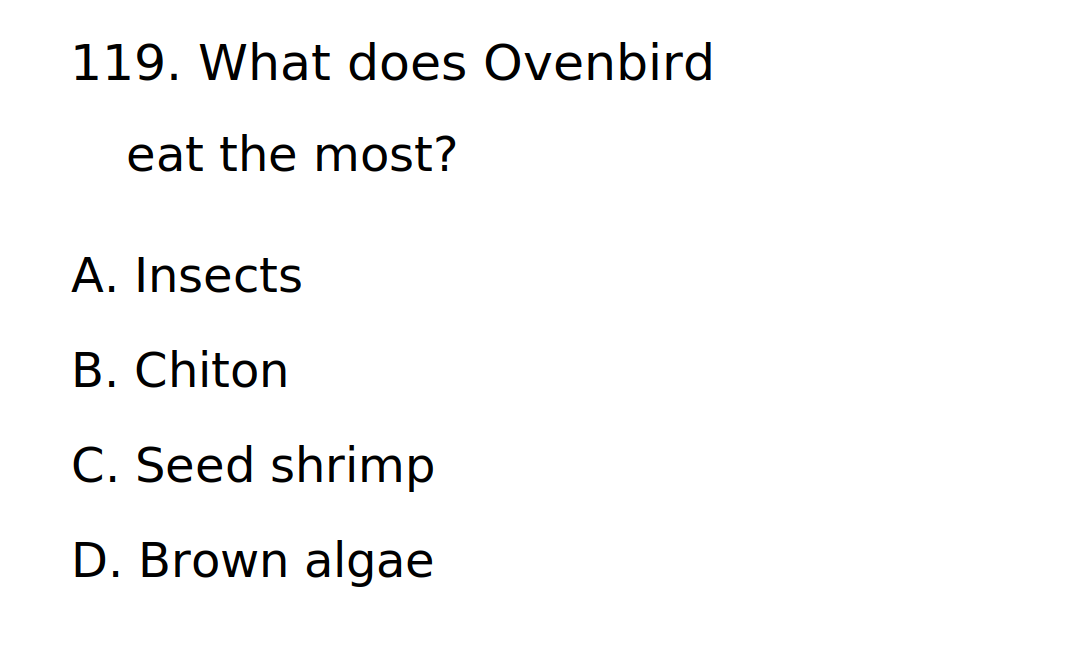 119. What does Ovenbird
eat the most?
A. Insects
B. Chiton
C. Seed shrimp
D. Brown algae